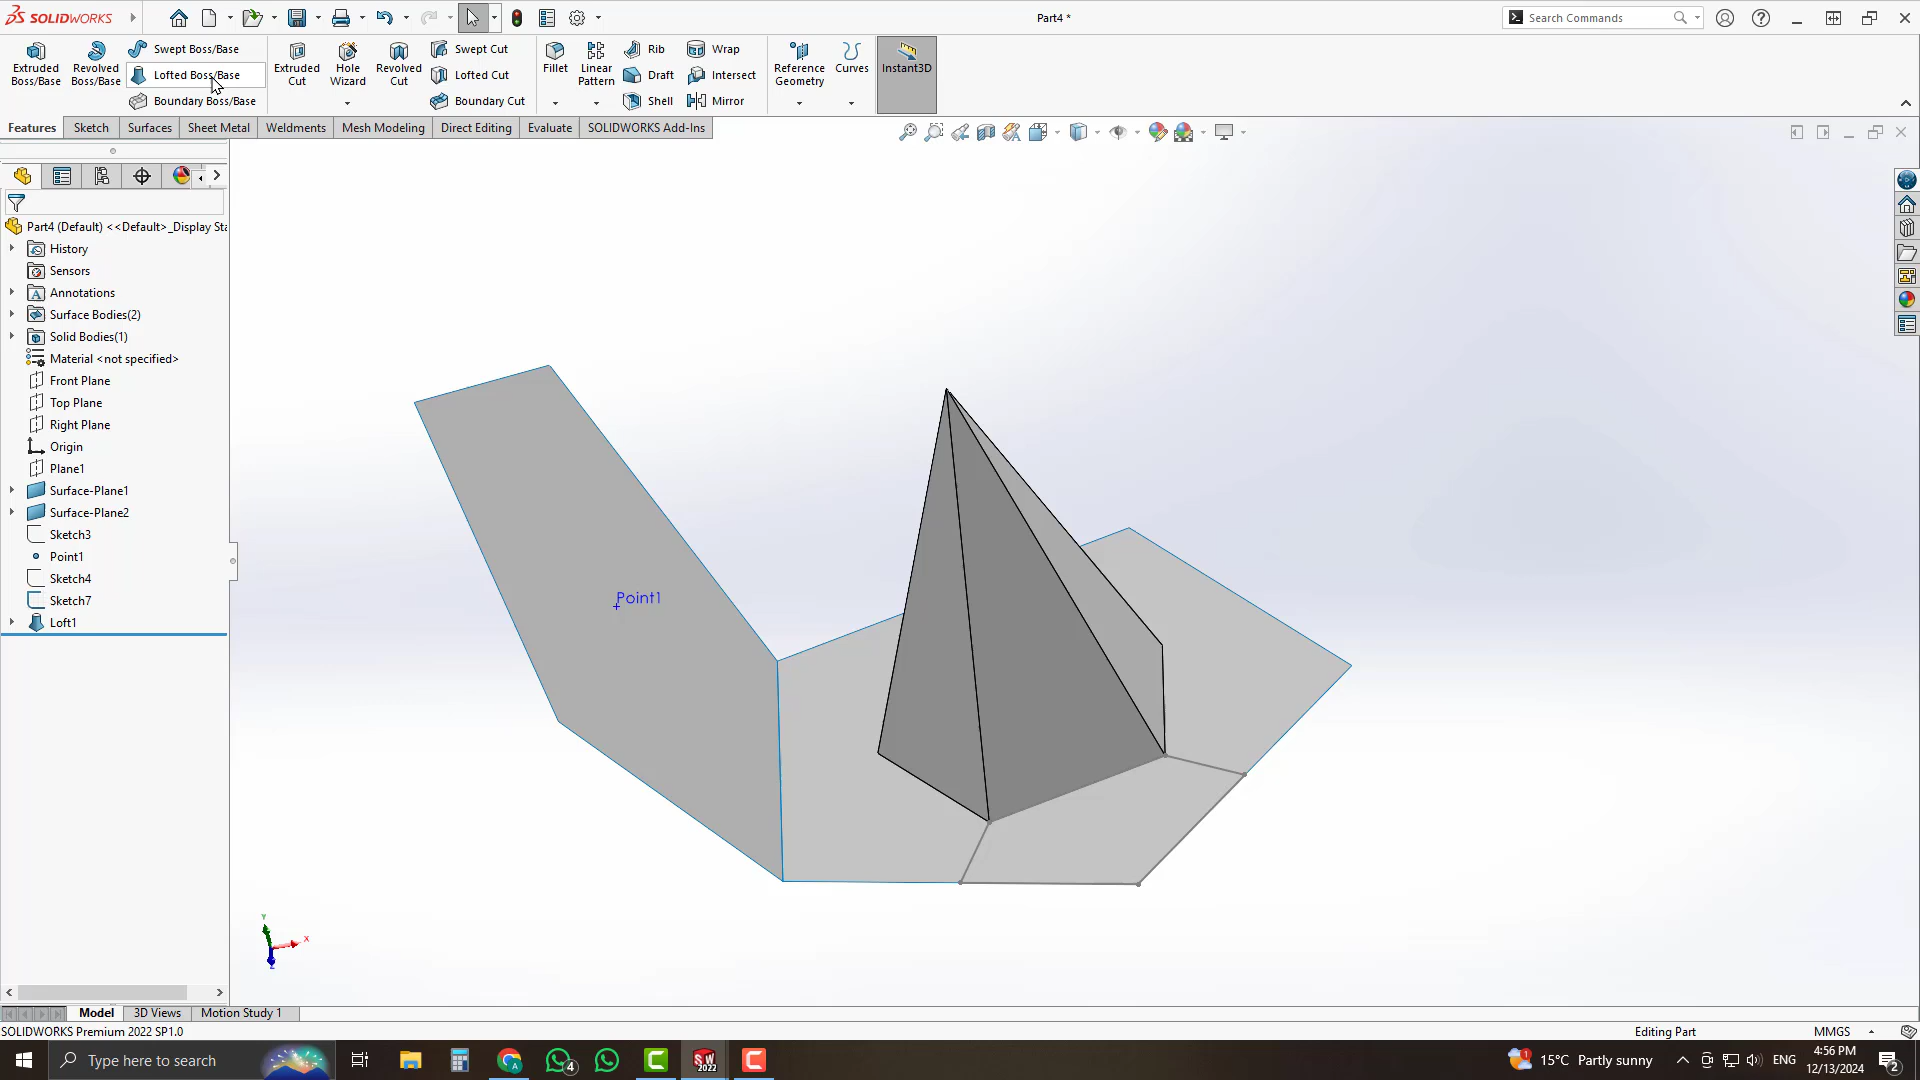 SOLIDWORKS
Part4 *
Search Commands
Extruded Boss/Base
Revolved Boss/Base
Swept Boss/Base
Lofted Boss/Base
Boundary Boss/Base
Extruded Cut
Hole Wizard
Revolved Cut
Swept Cut
Lofted Cut
Boundary Cut
Fillet
Linear Pattern
Rib
Draft
Shell
Wrap
Intersect
Mirror
Reference Geometry
Curves
Instant3D
Features
Sketch
Surfaces
Sheet Metal
Weldments
Mesh Modeling
Direct Editing
Evaluate
SOLIDWORKS Add-Ins
Part4 (Default) <<Default>_Display Sta
History
Sensors
Annotations
Surface Bodies(2)
Solid Bodies(1)
Material <not specified>
Front Plane
Top Plane
Right Plane
Origin
Plane1
Surface-Plane1
Surface-Plane2
Sketch3
Point1
Sketch4
Sketch7
Loft1
Point1
Y
X
Z
Model
3D Views
Motion Study 1
SOLIDWORKS Premium 2022 SP1.0
Editing Part
MMGS
Type here to search
4
SW
2022
15°C Partly sunny
ENG
4:56 PM
12/13/2024
2